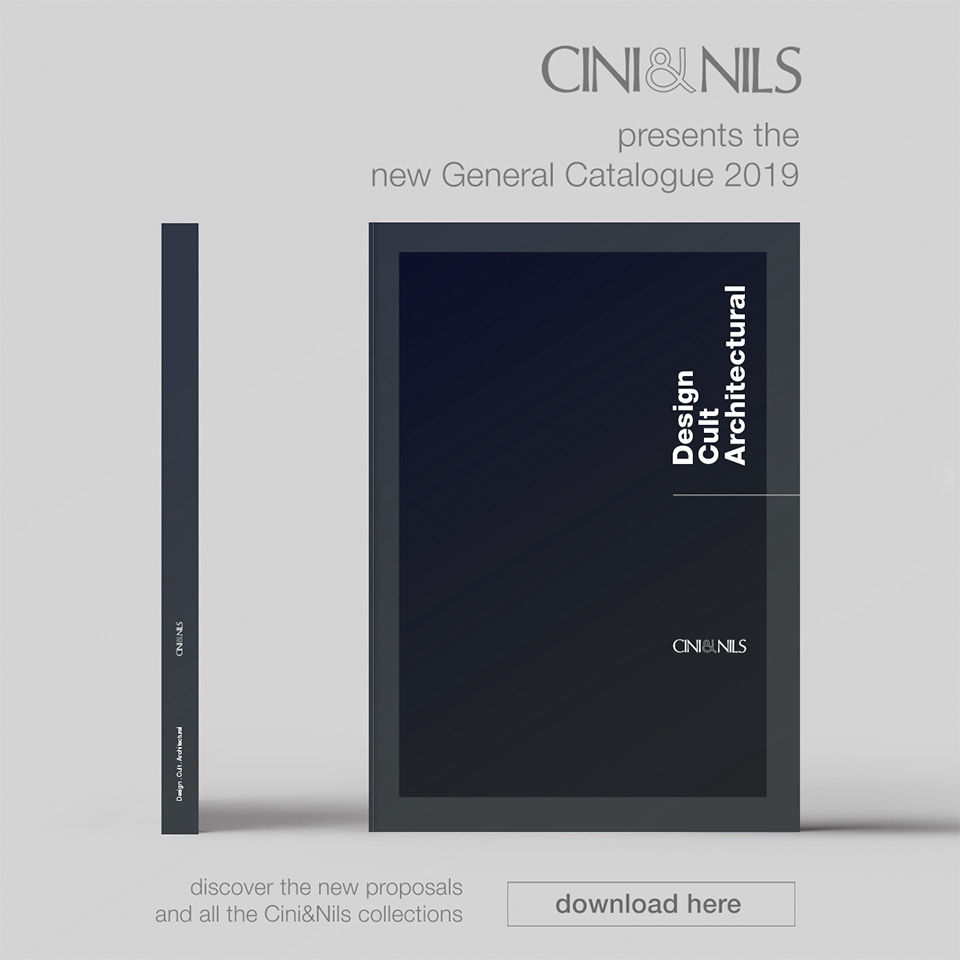 CINI&NILS
presents the
new General Catalogue 2019
Design
Cult
Architectural
CINI&NILS
CINI&NILS
Design . Cult . Architectural
discover the new proposals
and all the Cini&Nils collections
download here